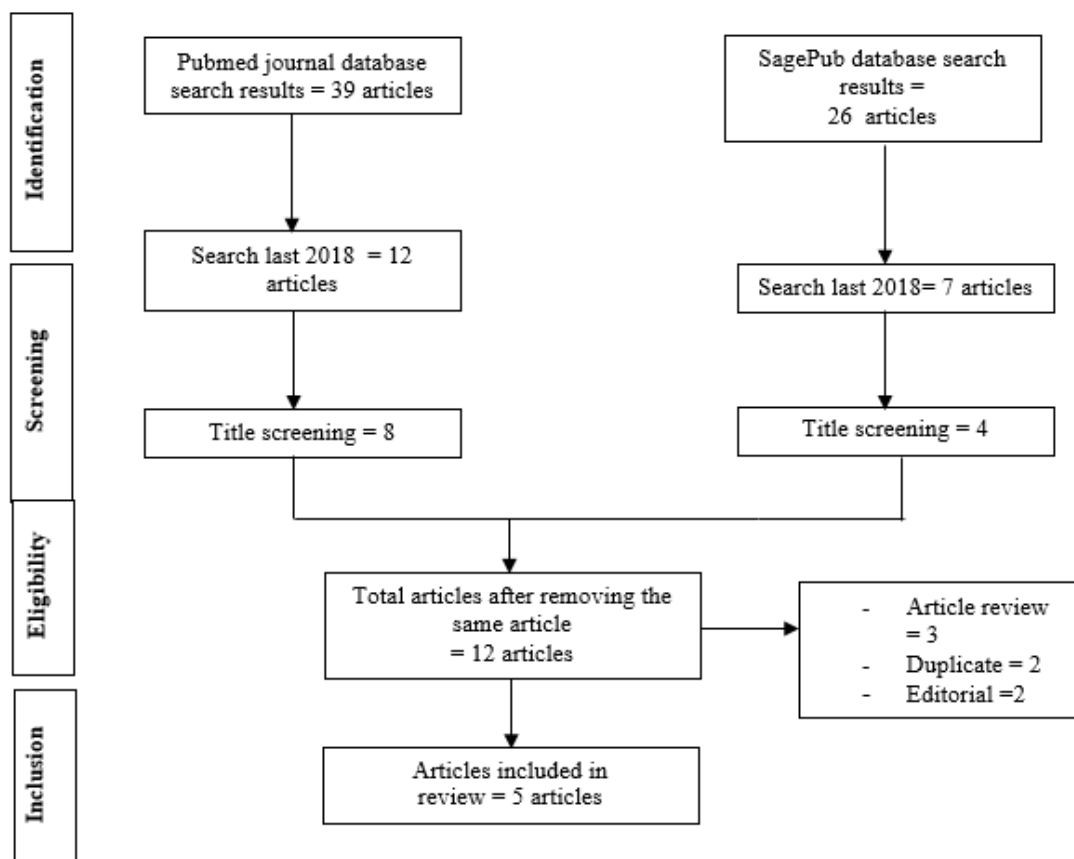 Identification
Pubmed journal database
search results = 39 articles
SagePub database search
results =
26 articles
Search last 2018 = 12
articles
Screening
Search last 2018= 7 articles
Title screening = 8
Title screening = 4
Eligibility
Total articles after removing the
same article
= 12 articles
- Article review
= 3
- Duplicate = 2
- Editorial =2
Inclusion
Articles included in
review = 5 articles